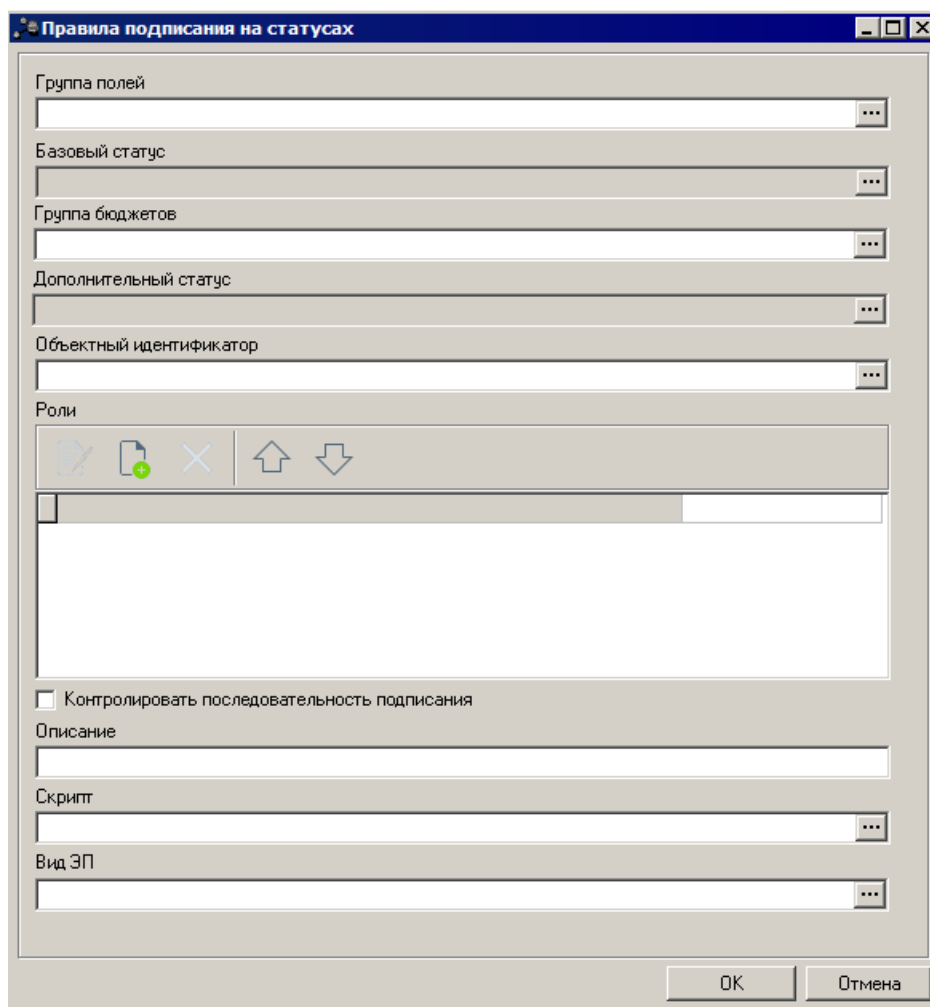 Правила подписания на статусах
Группа полей
Базовый статус
Группа бюджетов
Дополнительный статус
Объектный идентификатор
Роли
Контролировать последовательность подписания
Описание
Скрипт
Вид ЭП
ОК Отмена